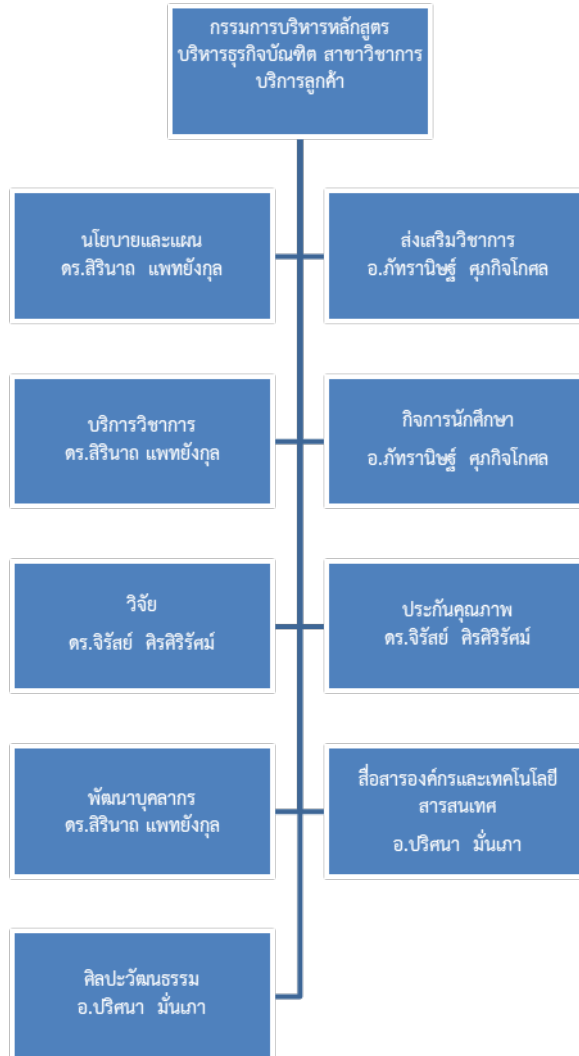 กรรมการบริหารหลักสูตร
บริหารธุรกิจบัณฑิต สาขาวิชาการ
บริการลูกค้า
นโยบายและแผน
ดร.สิรินาถ แพทยังกุล
ส่งเสริมวิชาการ
อ.ภัทรานิษฐ์ ศุภกิจโกศล
บริการวิชาการ
ดร.สิรินาถ แพทยังกุล
กิจการนักศึกษา
อ.ภัทรานิษฐ์ ศุภกิจโกศล
วิจัย
ดร.จิรัสย์ ศิรศิริรัศม์
ประกันคุณภาพ
ดร.จิรัสย์ ศิรศิริรัศม์
พัฒนาบุคลากร
ดร.สิรินาถ แพทยังกุล
สื่อสารองค์กรและเทคโนโลยี
สารสนเทศ
อ.ปริศนา มั่นเภา
ศิลปะวัฒนธรรม
อ.ปริศนา มั่นเภา